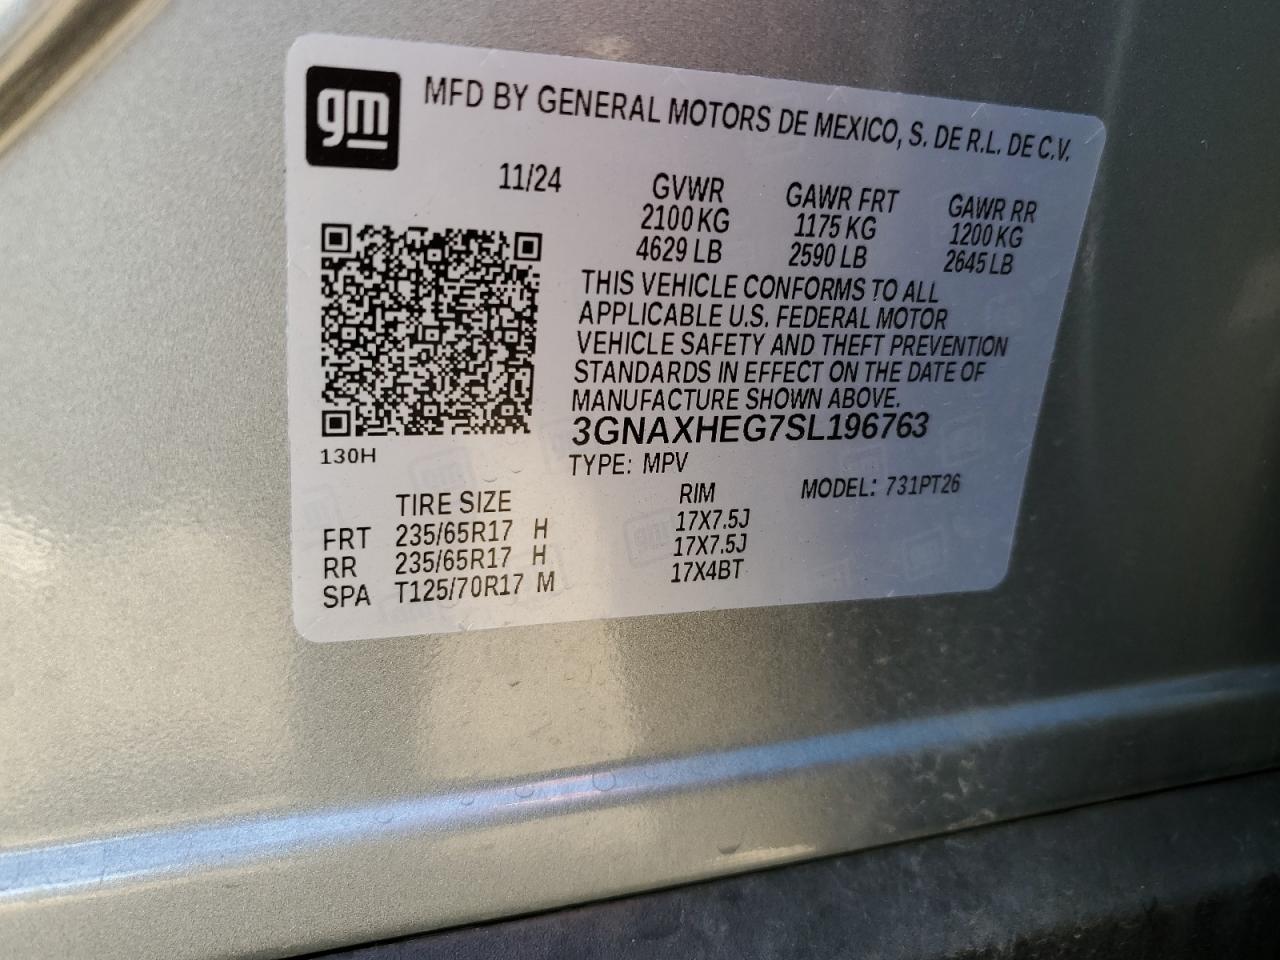 gm
MFD BY GENERAL MOTORS DE MEXICO, S. DE R.L. DE C.V.
11/24 GVWR GAWR FRT GAWR RR
2100 KG 1175 KG 1200 KG
4629 LB 2590 LB 2645 LB
THIS VEHICLE CONFORMS TO ALL
APPLICABLE U.S. FEDERAL MOTOR
VEHICLE SAFETY AND THEFT PREVENTION
STANDARDS IN EFFECT ON THE DATE OF
MANUFACTURE SHOWN ABOVE.
3GNAXHEG7SL196763
130H
TYPE: MPV MODEL: 731PT26
TIRE SIZE RIM
FRT 235/65R17 H 17X7.5J
RR 235/65R17 H 17X7.5J
SPA T125/70R17 M 17X4BT